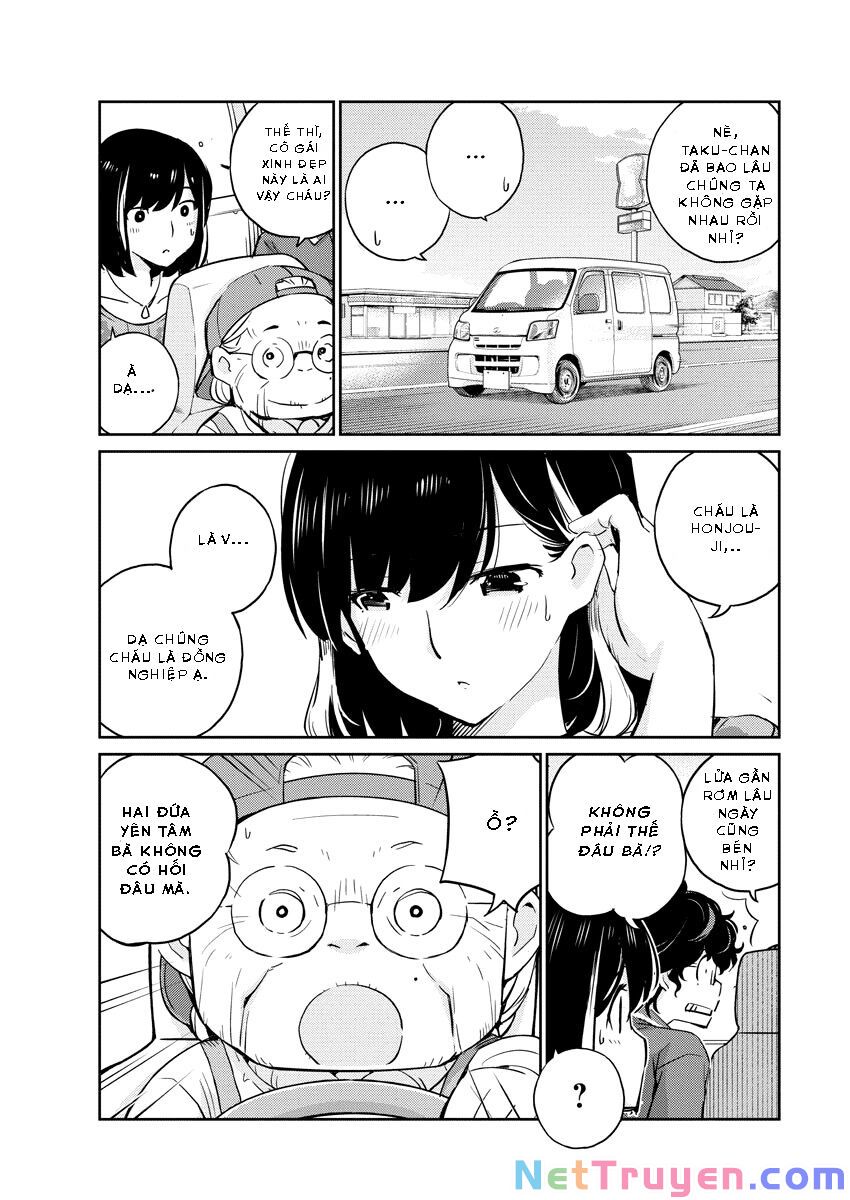 NÈ,
TAKU-CHAN
ĐÃ BAO LÂU
CHÚNG TA
KHÔNG GẶP
NHAU RỒI
NHỈ?
...
...
THẾ THÌ,
CÔ GÁI
XINH ĐẸP
NÀY LÀ AI
VẬY CHÁU?
À
DẠ....
CHÁU LÀ
HONJOU-
JI,..
LÀ V...
DẠ CHÚNG
CHÁU LÀ ĐỒNG
NGHIỆP Ạ.
Ồ?
HAI ĐỨA
YÊN TÂM
BÀ KHÔNG
CÓ HỐI
ĐÂU MÀ.
LỬA GẦN
RƠM LÂU
NGÀY
CŨNG
BÉN
NHỈ?
KHÔNG
PHẢI THẾ
ĐÂU BÀ!?
?
NetTruyen.com